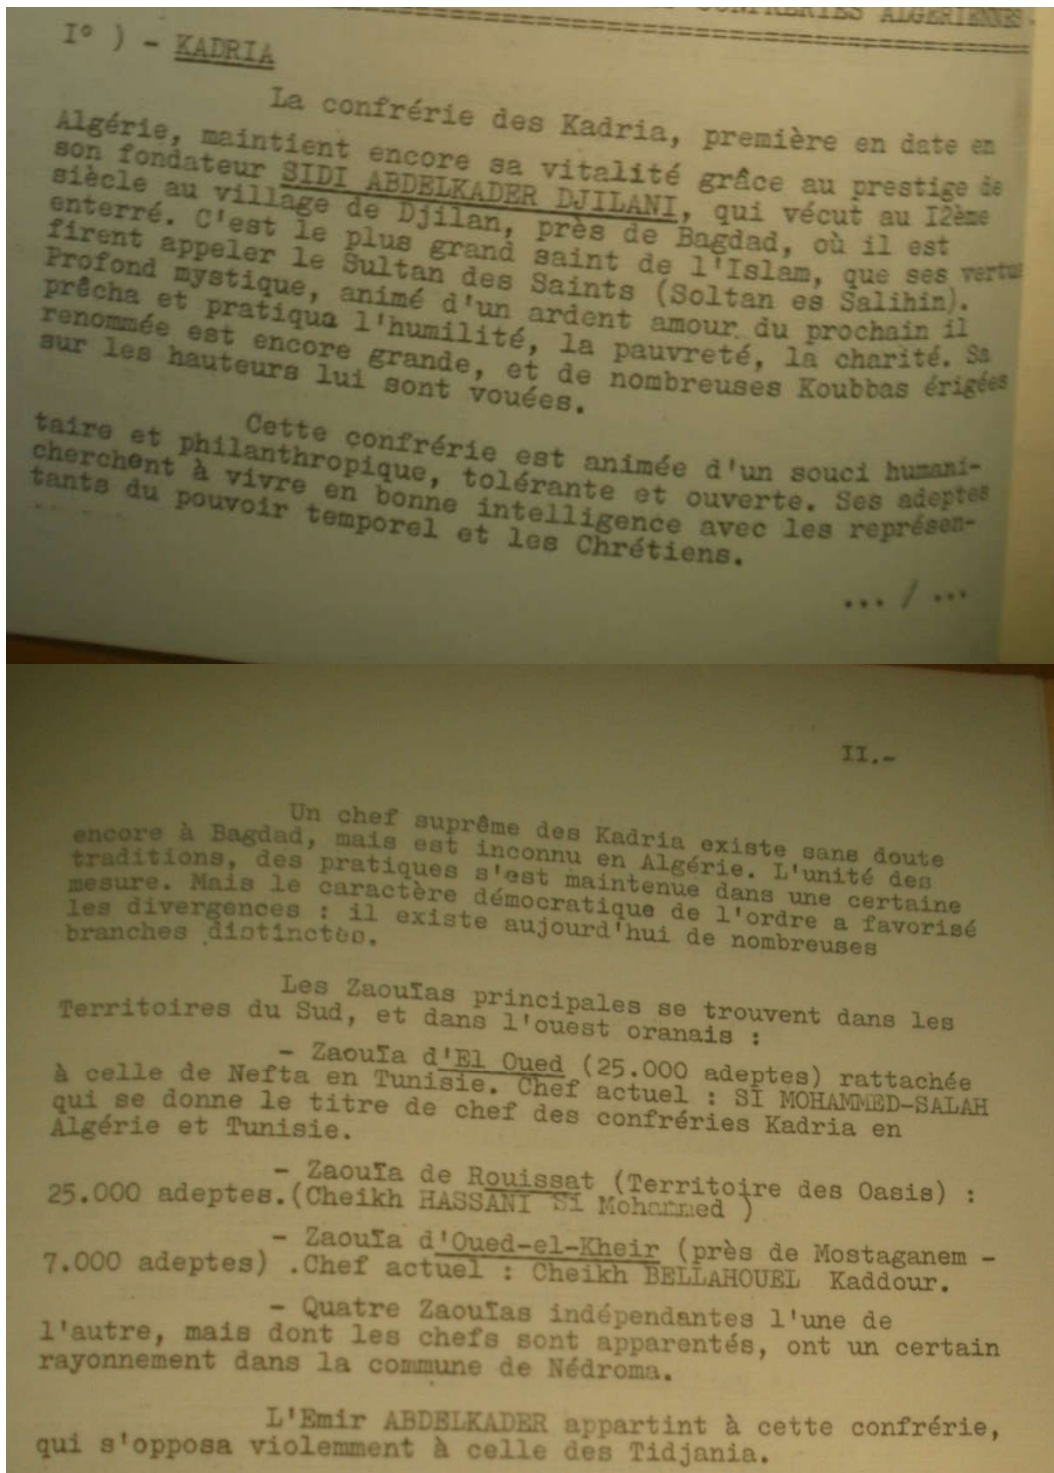 CONFRERIES ALGERIENNES.-
I° ) - KADRIA
La confrérie des Kadria, première en date en
Algérie, maintient encore sa vitalité grâce au prestige de
son fondateur SIDI ABDELKADER DJILANI, qui vécut au I2ème
siècle au village de Djilan, près de Bagdad, où il est
enterré. C'est le plus grand saint de l'Islam, que ses vertus
firent appeler le Sultan des Saints (Soltan es Salihin).
Profond mystique, animé d'un ardent amour du prochain il
prêcha et pratiqua l'humilité, la pauvreté, la charité. Sa
renommée est encore grande, et de nombreuses Koubbas érigées
sur les hauteurs lui sont vouées.
Cette confrérie est animée d'un souci humani-
taire et philanthropique, tolérante et ouverte. Ses adeptes
cherchent à vivre en bonne intelligence avec les représen-
tants du pouvoir temporel et les Chrétiens.
... / ...
II.-
Un chef suprême des Kadria existe sans doute
encore à Bagdad, mais est inconnu en Algérie. L'unité des
traditions, des pratiques s'est maintenue dans une certaine
mesure. Mais le caractère démocratique de l'ordre a favorisé
les divergences : il existe aujourd'hui de nombreuses
branches distinctes.
Les Zaouïas principales se trouvent dans les
Territoires du Sud, et dans l'ouest oranais :
- Zaouïa d'El Oued (25.000 adeptes) rattachée
à celle de Nefta en Tunisie. Chef actuel : SI MOHAMMED-SALAH
qui se donne le titre de chef des confréries Kadria en
Algérie et Tunisie.
- Zaouïa de Rouissat (Territoire des Oasis) :
25.000 adeptes.(Cheikh HASSANI Si Mohammed )
- Zaouïa d'Oued-el-Kheir (près de Mostaganem -
7.000 adeptes) .Chef actuel : Cheikh BELLAHOUEL Kaddour.
- Quatre Zaouïas indépendantes l'une de
l'autre, mais dont les chefs sont apparentés, ont un certain
rayonnement dans la commune de Nédroma.
L'Emir ABDELKADER appartint à cette confrérie,
qui s'opposa violemment à celle des Tidjania.